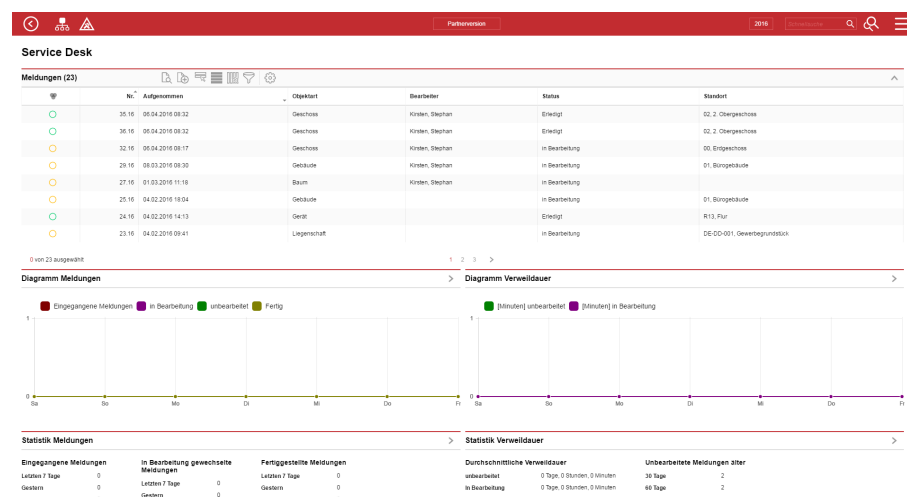 Partnerversion 2016 Schnellsuche
Service Desk
Meldungen (23)
Nr. Aufgenommen Objektart Bearbeiter Status Standort
35.16 06.04.2016 08:32 Geschoss Kirsten, Stephan Erledigt 02, 2. Obergeschoss
36.16 06.04.2016 08:32 Geschoss Kirsten, Stephan Erledigt 02, 2. Obergeschoss
32.16 06.04.2016 08:17 Geschoss Kirsten, Stephan in Bearbeitung 00, Erdgeschoss
29.16 08.03.2016 08:30 Gebäude Kirsten, Stephan in Bearbeitung 01, Bürogebäude
27.16 01.03.2016 11:18 Baum Kirsten, Stephan in Bearbeitung
25.16 04.02.2016 18:04 Gebäude in Bearbeitung 01, Bürogebäude
24.16 04.02.2016 14:13 Gerät Erledigt R13, Flur
23.16 04.02.2016 09:41 Liegenschaft in Bearbeitung DE-DD-001, Gewerbegrundstück
0 von 23 ausgewählt 1 2 3
Diagramm Meldungen
Eingegangene Meldungen in Bearbeitung unbearbeitet Fertig
1
0
Sa So Mo Di Mi Do Fr
Diagramm Verweildauer
[Minuten] unbearbeitet [Minuten] in Bearbeitung
1
0
Sa So Mo Di Mi Do Fr
Statistik Meldungen
Eingegangene Meldungen
Letzten 7 Tage 0
Gestern 0
In Bearbeitung gewechselte
Meldungen
Letzten 7 Tage 0
Gestern 0
Fertiggestellte Meldungen
Letzten 7 Tage 0
Gestern 0
Statistik Verweildauer
Durchschnittliche Verweildauer
unbearbeitet 0 Tage, 0 Stunden, 0 Minuten
In Bearbeitung 0 Tage, 0 Stunden, 0 Minuten
Unbearbeitete Meldungen älter
30 Tage 2
60 Tage 2